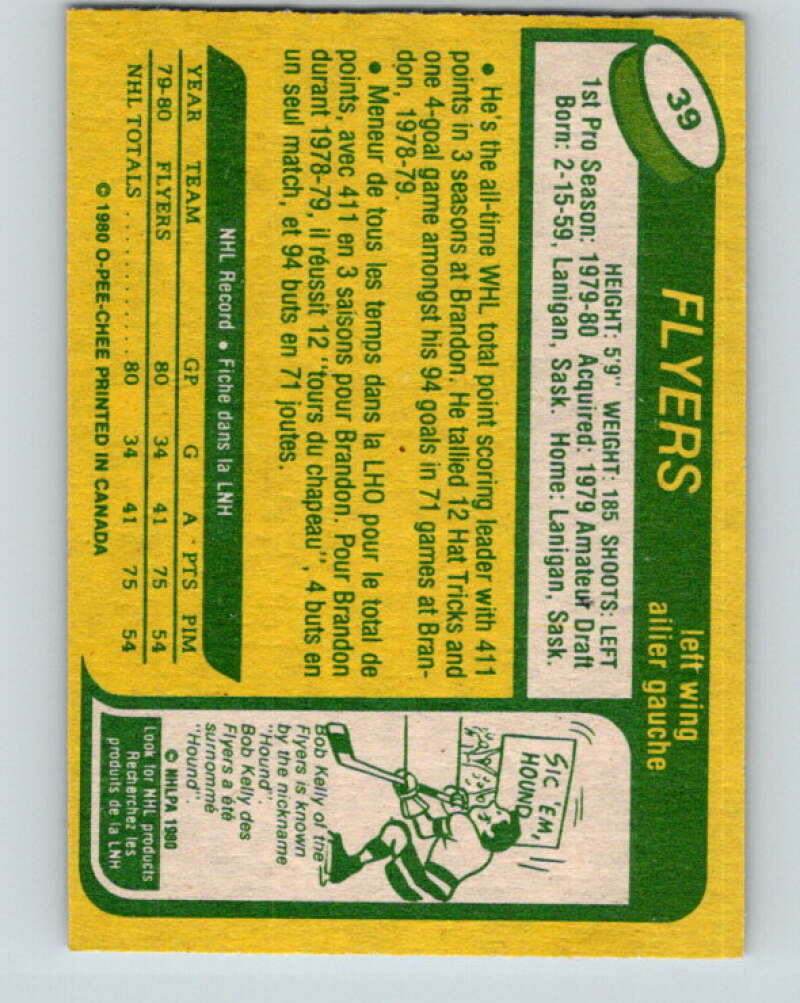 39
FLYERS
left wing
ailier gauche
HEIGHT: 5'9" WEIGHT: 185 SHOOTS: LEFT
1st Pro Season: 1979-80 Acquired: 1979 Amateur Draft
Born: 2-15-59, Lanigan, Sask. Home: Lanigan, Sask.
• He's the all-time WHL total point scoring leader with 411
points in 3 seasons at Brandon. He tallied 12 Hat Tricks and
one 4-goal game amongst his 94 goals in 71 games at Bran-
don, 1978-79.
• Meneur de tous les temps dans la LHO pour le total de
points, avec 411 en 3 saisons pour Brandon. Pour Brandon
durant 1978-79, il réussit 12 "tours du chapeau", 4 buts en
un seul match, et 94 buts en 71 joutes.
NHL Record • Fiche dans la LNH
YEAR TEAM GP G A PTS PIM
79-80 FLYERS 80 34 41 75 54
NHL TOTALS ............ 80 34 41 75 54
© 1980 O-PEE-CHEE PRINTED IN CANADA
SIC 'EM,
HOUND
Bob Kelly of the
Flyers is known
by the nickname
"Hound".
Bob Kelly des
Flyers a été
surnommé
"Hound".
© NHLPA 1980
Look for NHL products
Recherchez les
produits de la LNH